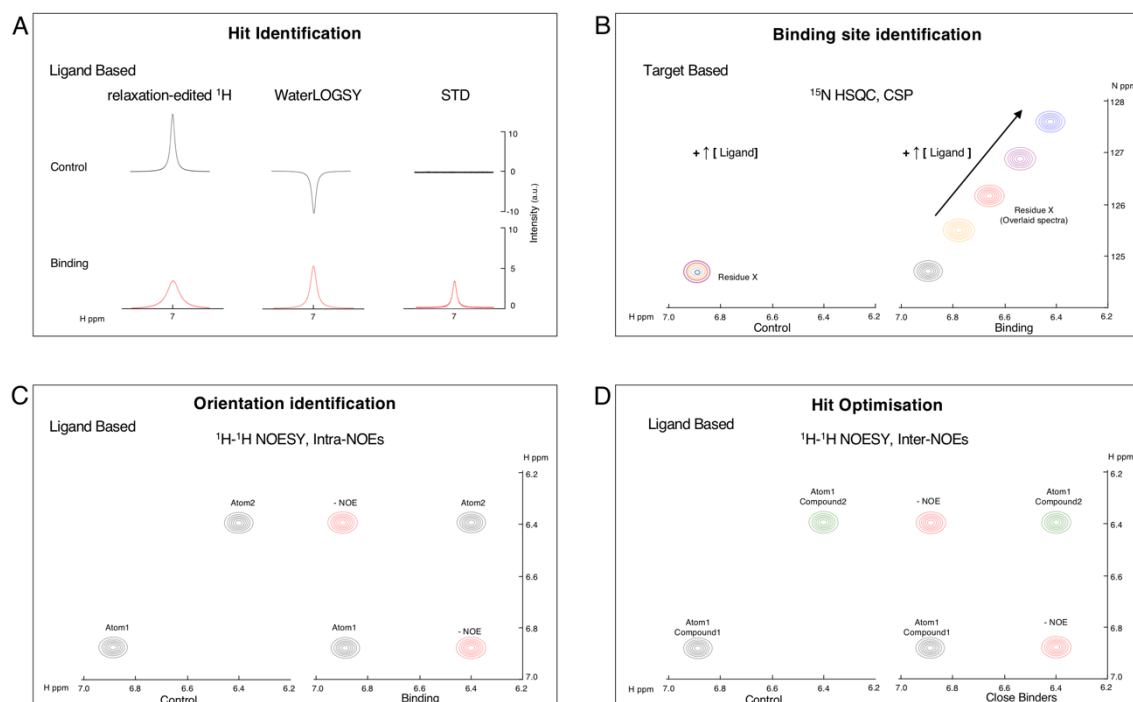 A
Hit Identification
Ligand Based
relaxation-edited ¹H
WaterLOGSY
STD
Control
10
0
-10
Intensity (a.u.)
Binding
10
5
0
H ppm
7
7
7
B
Binding site identification
Target Based
¹⁵N HSQC, CSP
N ppm
128
127
126
125
+ ↑ [ Ligand]
+ ↑ [ Ligand ]
Residue X
(Overlaid spectra)
Residue X
H ppm
7.0
6.8
6.6
6.4
6.2
7.0
6.8
6.6
6.4
6.2
Control
Binding
C
Orientation identification
Ligand Based
¹H-¹H NOESY, Intra-NOEs
H ppm
6.2
6.4
6.6
6.8
7.0
Atom2
- NOE
Atom2
Atom1
Atom1
- NOE
H ppm
7.0
6.8
6.6
6.4
6.2
7.0
6.8
6.6
6.4
6.2
Control
Binding
D
Hit Optimisation
Ligand Based
¹H-¹H NOESY, Inter-NOEs
H ppm
6.2
6.4
6.6
6.8
7.0
Atom1
Compound2
- NOE
Atom1
Compound2
Atom1
Compound1
Atom1
Compound1
- NOE
H ppm
7.0
6.8
6.6
6.4
6.2
7.0
6.8
6.6
6.4
6.2
Control
Close Binders